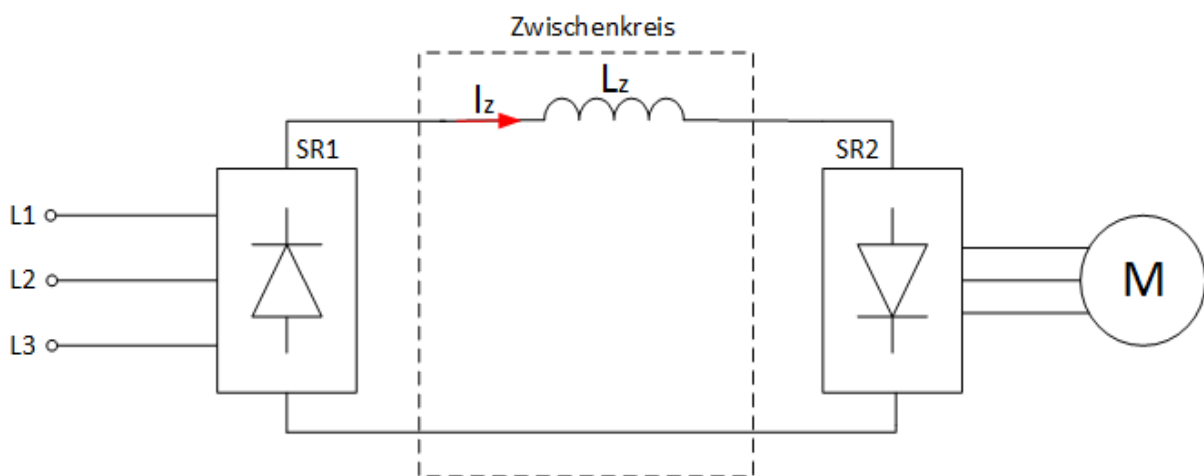 Zwischenkreis
Iz
Lz
SR1
SR2
L1
L2
L3
M